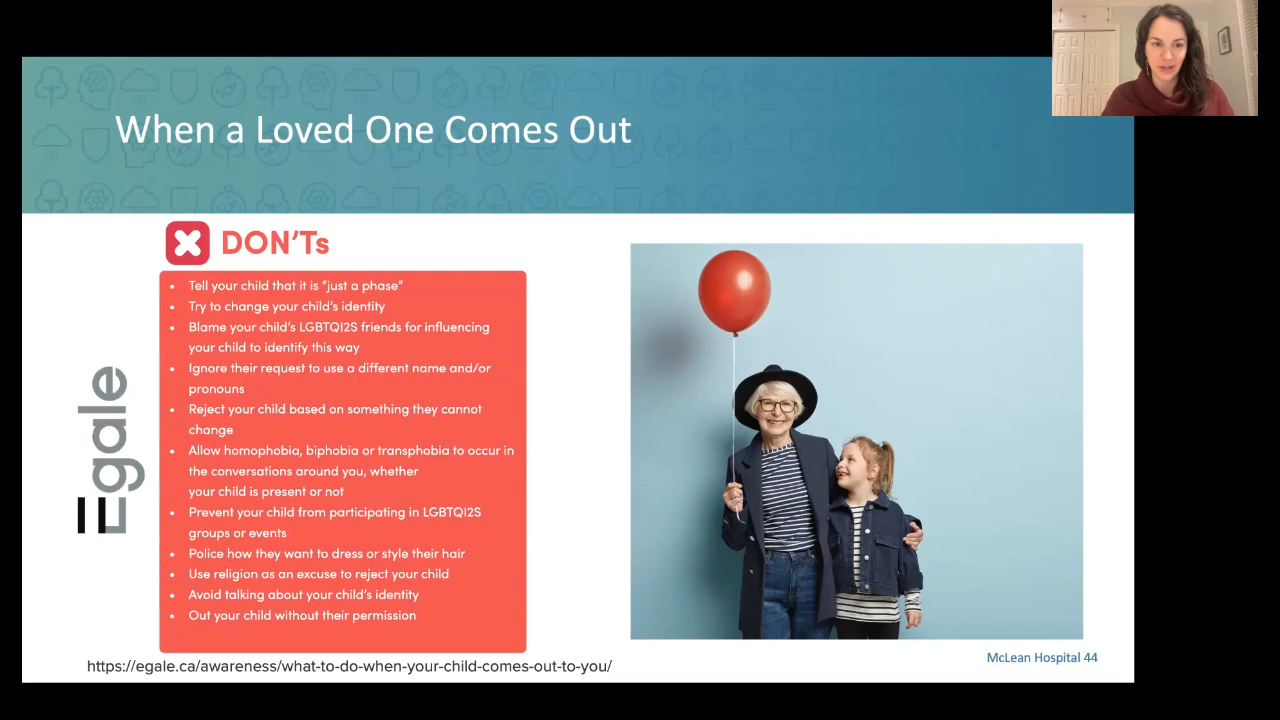 When a Loved One Comes Out
DON'Ts
• Tell your child that it is "just a phase"
• Try to change your child's identity
• Blame your child's LGBTQI2S friends for influencing
your child to identify this way
• Ignore their request to use a different name and/or
pronouns
• Reject your child based on something they cannot
change
• Allow homophobia, biphobia or transphobia to occur in
the conversations around you, whether
your child is present or not
• Prevent your child from participating in LGBTQI2S
groups or events
• Police how they want to dress or style their hair
• Use religion as an excuse to reject your child
• Avoid talking about your child's identity
• Out your child without their permission
Egale
https://egale.ca/awareness/what-to-do-when-your-child-comes-out-to-you/
McLean Hospital 44